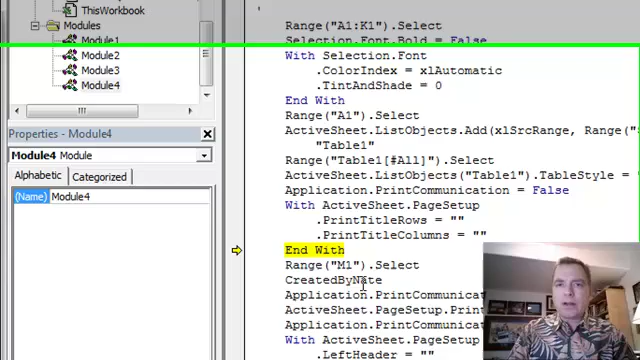 ThisWorkbook
Modules
Module1
Module2
Module3
Module4
Properties - Module4
Module4 Module
Alphabetic Categorized
(Name) Module4
Range("A1:K1").Select
Selection.Font.Bold = False
With Selection.Font
.ColorIndex = xlAutomatic
.TintAndShade = 0
End With
Range("A1").Select
ActiveSheet.ListObjects.Add(xlSrcRange, Range("
"Table1"
Range("Table1[#All]").Select
ActiveSheet.ListObjects("Table1").TableStyle = "
Application.PrintCommunication = False
With ActiveSheet.PageSetup
.PrintTitleRows = ""
.PrintTitleColumns = ""
End With
Range("M1").Select
CreatedByNate
Application.PrintCommunicat
ActiveSheet.PageSetup.Print
Application.PrintCommunicat
With ActiveSheet.PageSetup
.LeftHeader = ""